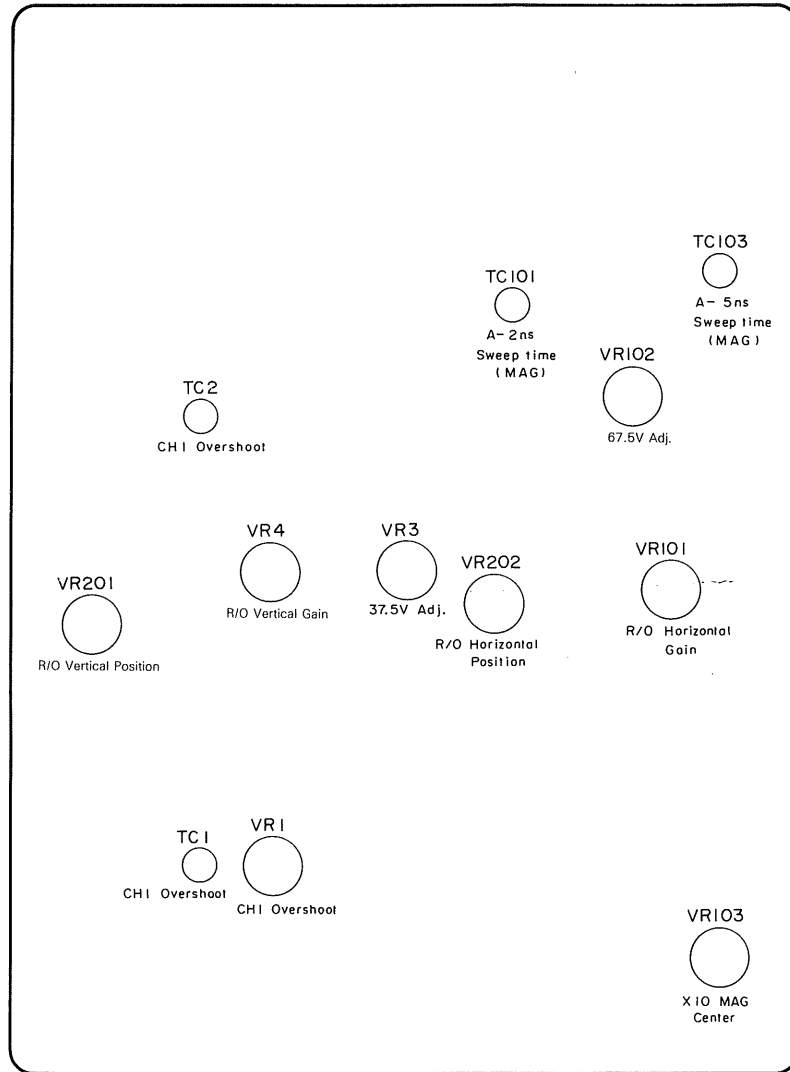 TC103
A- 5ns
Sweep time
(MAG)
TC101
A- 2ns
Sweep time
(MAG)
VR102
67.5V Adj.
TC2
CH1 Overshoot
VR4
R/O Vertical Gain
VR3
37.5V Adj.
VR202
R/O Horizontal
Position
VR101
R/O Horizontal
Gain
VR201
R/O Vertical Position
TC1
CH1 Overshoot
VR1
CH1 Overshoot
VR103
X10 MAG
Center